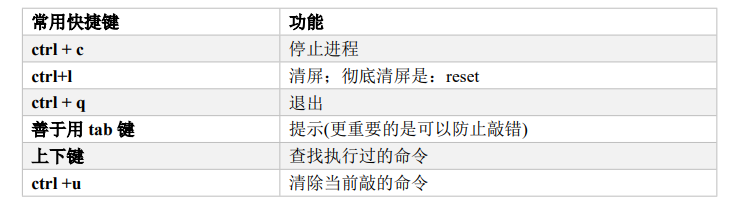 常用快捷键 功能
ctrl + c 停止进程
ctrl+l 清屏；彻底清屏是：reset
ctrl + q 退出
善于用 tab 键 提示(更重要的是可以防止敲错)
上下键 查找执行过的命令
ctrl +u 清除当前敲的命令